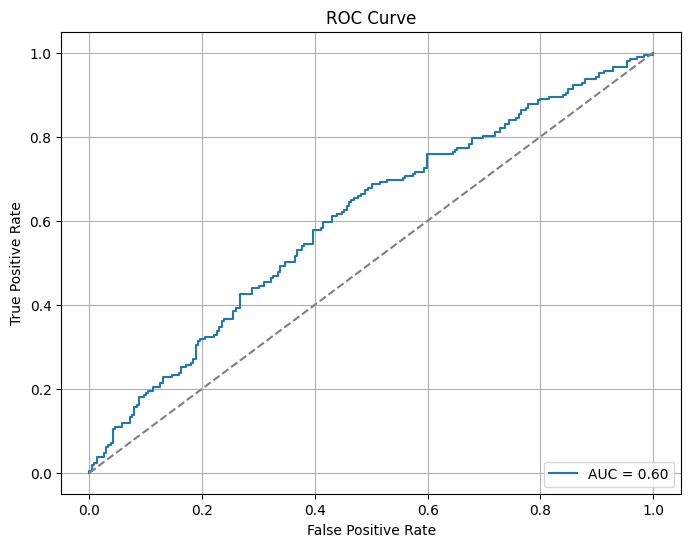 ROC Curve
1.0
0.8
0.6
0.4
0.2
0.0
True Positive Rate
0.0 0.2 0.4 0.6 0.8 1.0
False Positive Rate
AUC = 0.60